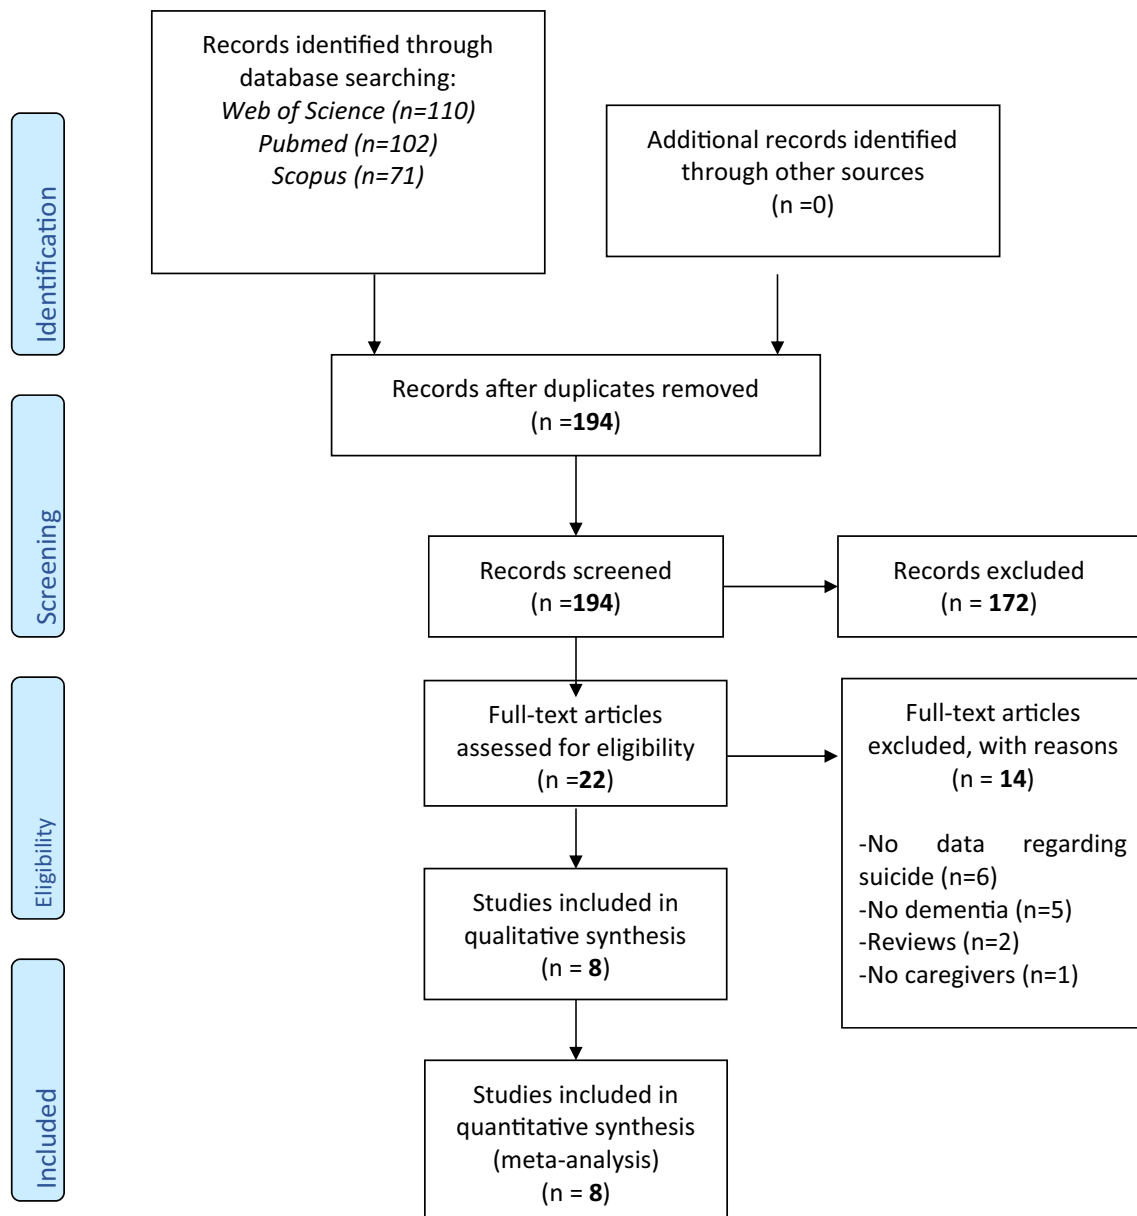 Records identified through
database searching:
Web of Science (n=110)
Pubmed (n=102)
Scopus (n=71)
Additional records identified
through other sources
(n =0)
Identification
Records after duplicates removed
(n =194)
Screening
Records screened
(n =194)
Records excluded
(n = 172)
Eligibility
Full-text articles
assessed for eligibility
(n =22)
Full-text articles
excluded, with reasons
(n = 14)
-No data regarding
suicide (n=6)
-No dementia (n=5)
-Reviews (n=2)
-No caregivers (n=1)
Studies included in
qualitative synthesis
(n = 8)
Included
Studies included in
quantitative synthesis
(meta-analysis)
(n = 8)